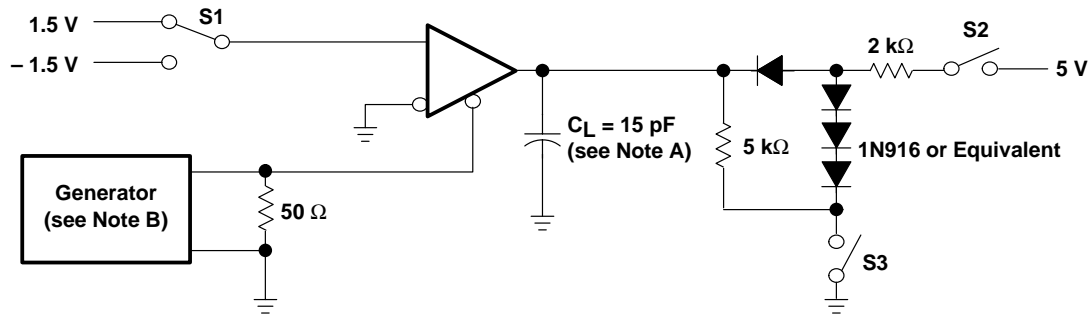 1.5 V
S1
– 1.5 V
S2
2 kΩ
5 V
CL = 15 pF
(see Note A)
5 kΩ
1N916 or Equivalent
Generator
(see Note B)
50 Ω
S3